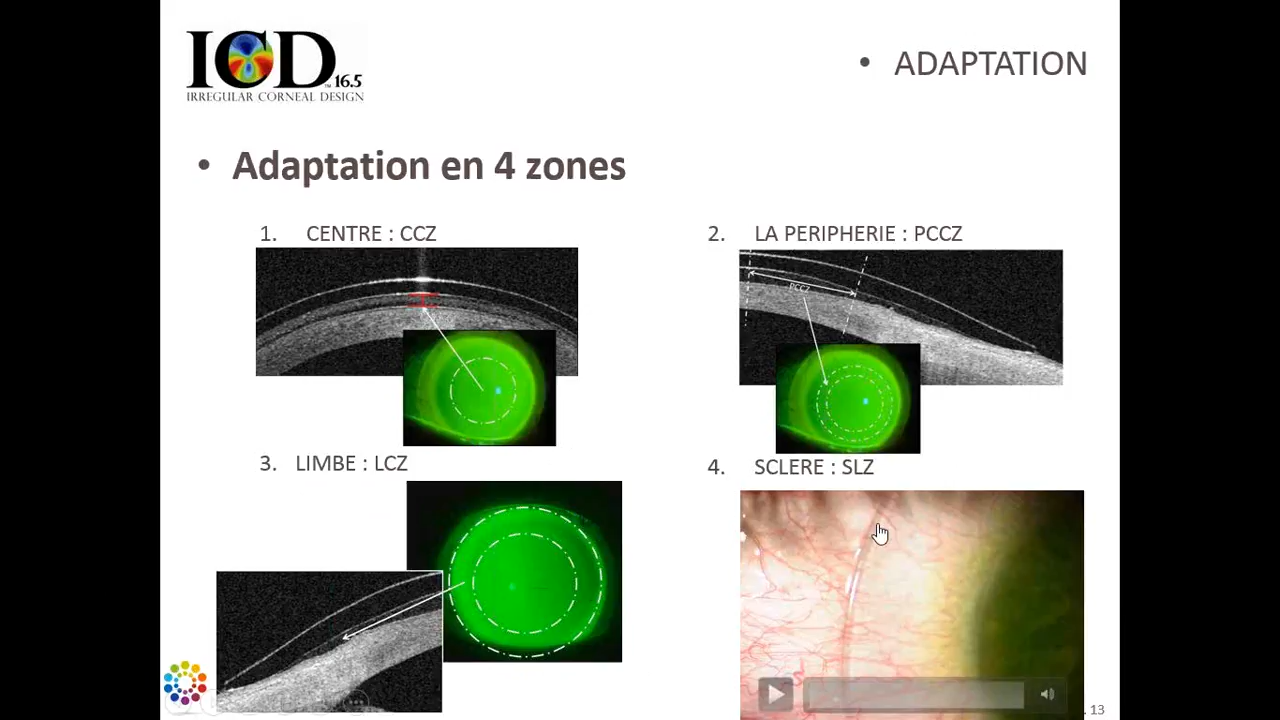 ICD™ 16.5
IRREGULAR CORNEAL DESIGN
• ADAPTATION
• Adaptation en 4 zones
1. CENTRE : CCZ
2. LA PERIPHERIE : PCCZ
PCCZ
3. LIMBE : LCZ
4. SCLERE : SLZ
. 13